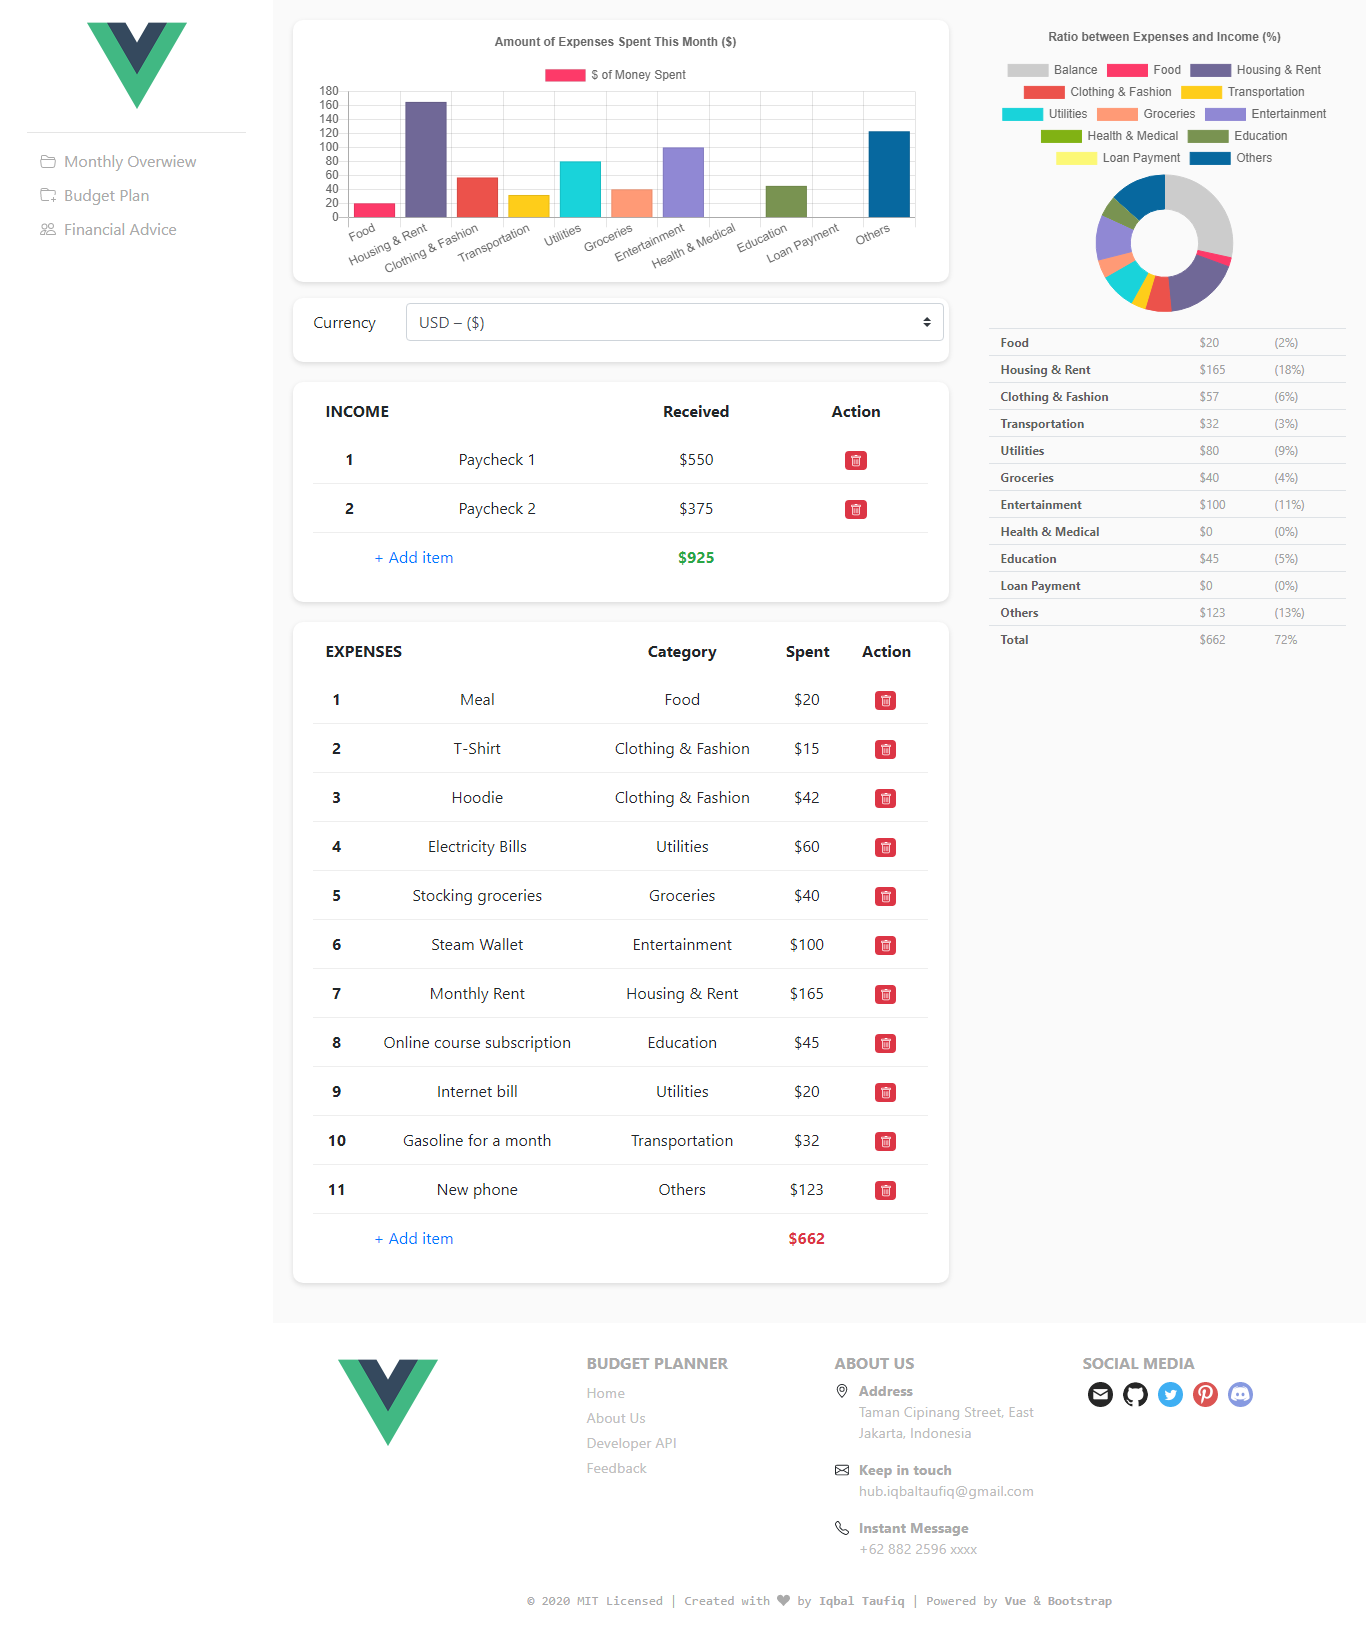 Monthly Overwiew
Budget Plan
Financial Advice
Amount of Expenses Spent This Month ($)
$ of Money Spent
180
160
140
120
100
80
60
40
20
0
Food
Housing & Rent
Clothing & Fashion
Transportation
Utilities
Groceries
Entertainment
Health & Medical
Education
Loan Payment
Others
Currency
USD – ($)
INCOME Received Action
1 Paycheck 1 $550
2 Paycheck 2 $375
+ Add item $925
EXPENSES Category Spent Action
1 Meal Food $20
2 T-Shirt Clothing & Fashion $15
3 Hoodie Clothing & Fashion $42
4 Electricity Bills Utilities $60
5 Stocking groceries Groceries $40
6 Steam Wallet Entertainment $100
7 Monthly Rent Housing & Rent $165
8 Online course subscription Education $45
9 Internet bill Utilities $20
10 Gasoline for a month Transportation $32
11 New phone Others $123
+ Add item $662
Ratio between Expenses and Income (%)
Balance Food Housing & Rent
Clothing & Fashion Transportation
Utilities Groceries Entertainment
Health & Medical Education
Loan Payment Others
Food $20 (2%)
Housing & Rent $165 (18%)
Clothing & Fashion $57 (6%)
Transportation $32 (3%)
Utilities $80 (9%)
Groceries $40 (4%)
Entertainment $100 (11%)
Health & Medical $0 (0%)
Education $45 (5%)
Loan Payment $0 (0%)
Others $123 (13%)
Total $662 72%
BUDGET PLANNER
Home
About Us
Developer API
Feedback
ABOUT US
Address
Taman Cipinang Street, East
Jakarta, Indonesia
Keep in touch
hub.iqbaltaufiq@gmail.com
Instant Message
+62 882 2596 xxxx
SOCIAL MEDIA
© 2020 MIT Licensed | Created with ❤ by Iqbal Taufiq | Powered by Vue & Bootstrap